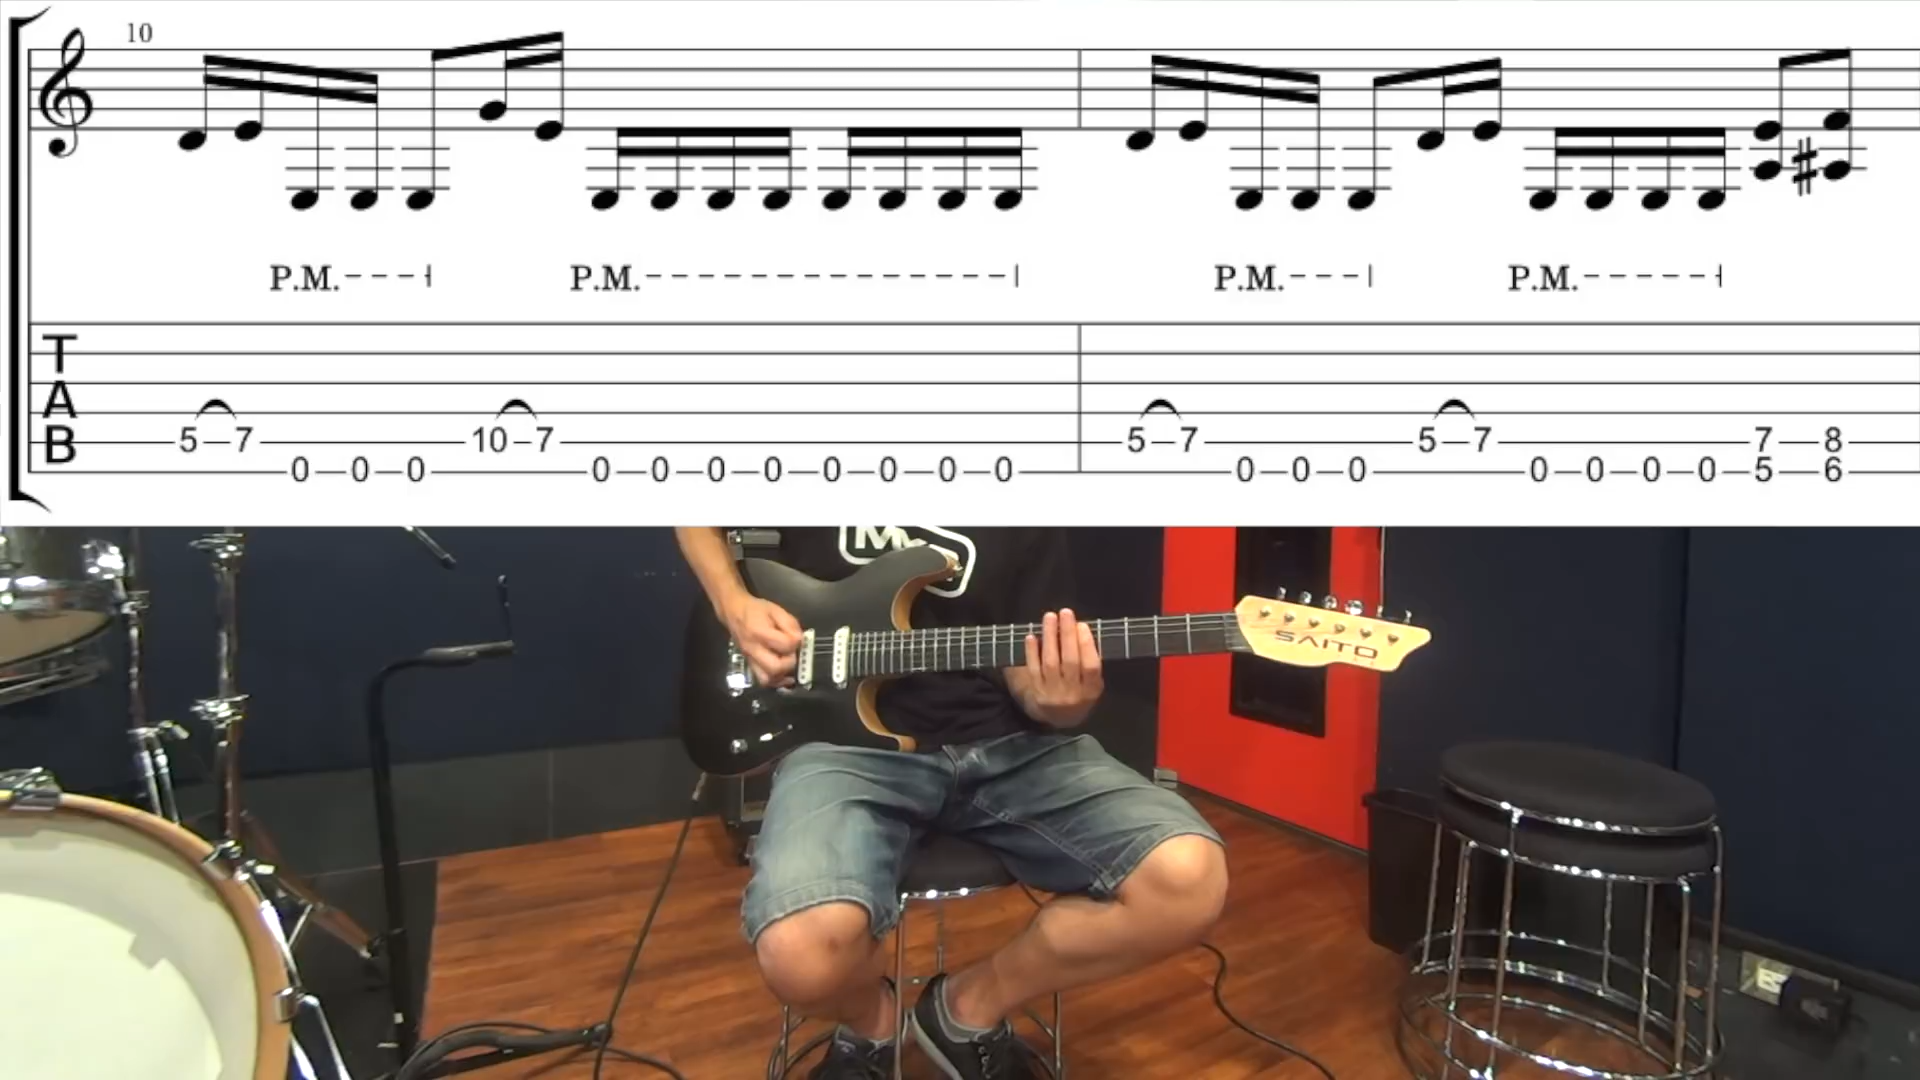 10
P.M. P.M. P.M. P.M.
T
A
B
5 7 10 7 5 7 5 7 7 8
0 0 0 0 0 0 0 0 0 0 0 0 0 0 0 0 0 0 5 6
SAITO